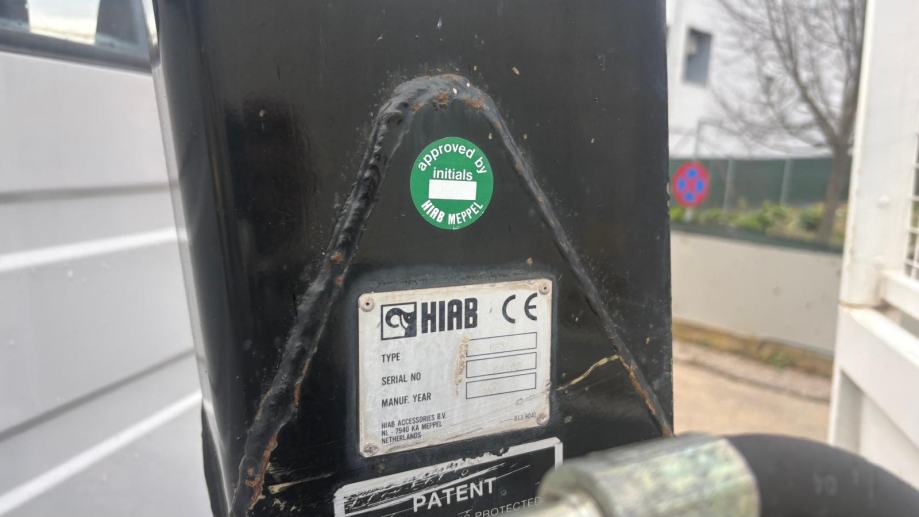 approved by
initials
HIAB MEPPEL
HIAB CE
TYPE
SERIAL NO
MANUF. YEAR
HIAB ACCESSORIES B.V.
NL - 7940 KA MEPPEL
NETHERLANDS
PATENT
PROTECTED